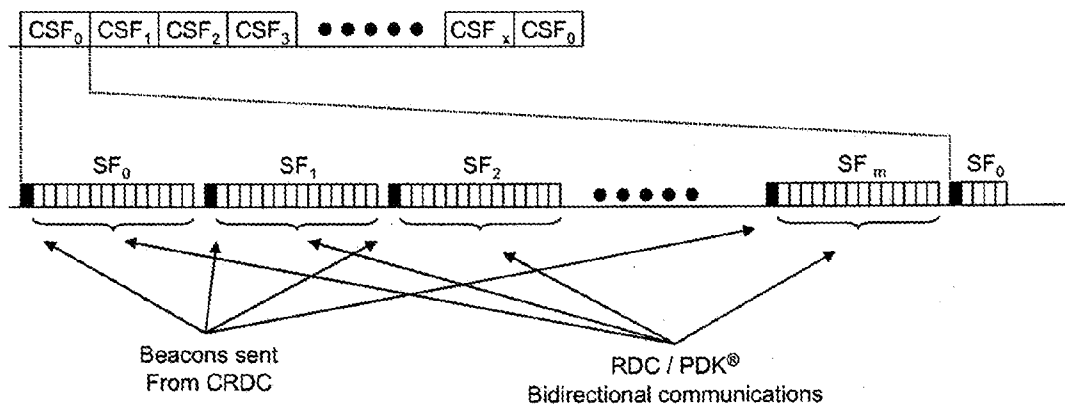 CSF0 CSF1 CSF2 CSF3 CSFx CSF0
SF0 SF1 SF2 SFm SF0
Beacons sent
From CRDC
RDC / PDK®
Bidirectional communications